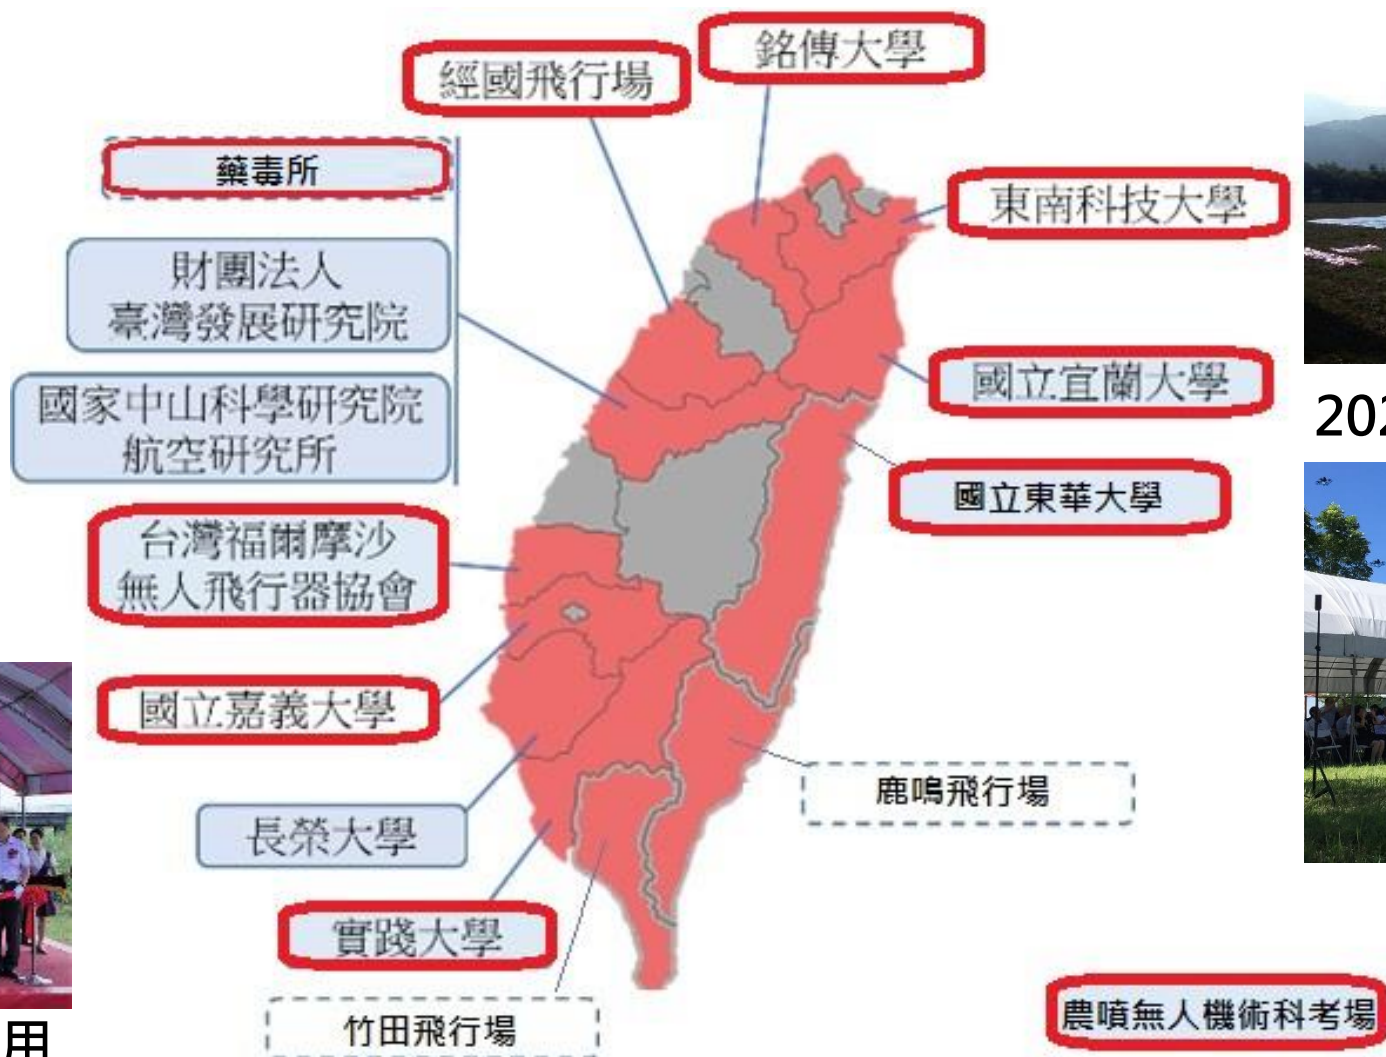 銘傳大學
經國飛行場
藥毒所
東南科技大學
財團法人
臺灣發展研究院
國立宜蘭大學
國家中山科學研究院
航空研究所
202
國立東華大學
台灣福爾摩沙
無人飛行器協會
國立嘉義大學
鹿鳴飛行場
長榮大學
實踐大學
農噴無人機術科考場
竹田飛行場
用